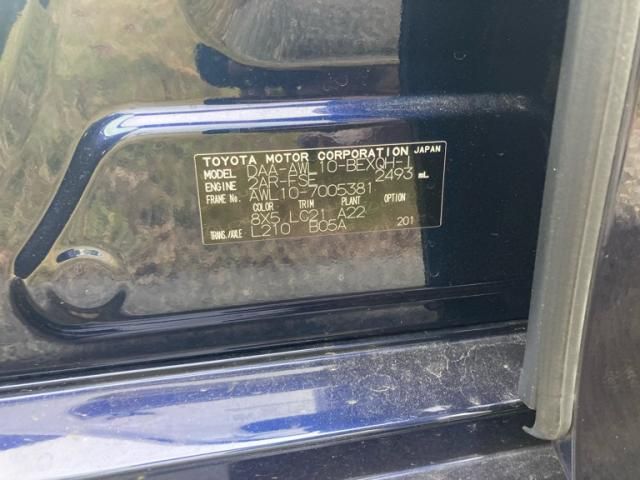 TOYOTA MOTOR CORPORATION JAPAN
MODEL DAA-AWL10-BEXQH-1
ENGINE 2AR-FSE 2493 mL
FRAME No. AWL10-7005381
COLOR TRIM PLANT OPTION
8X5 LC21 A22
TRANS./AXLE L210 B05A 201